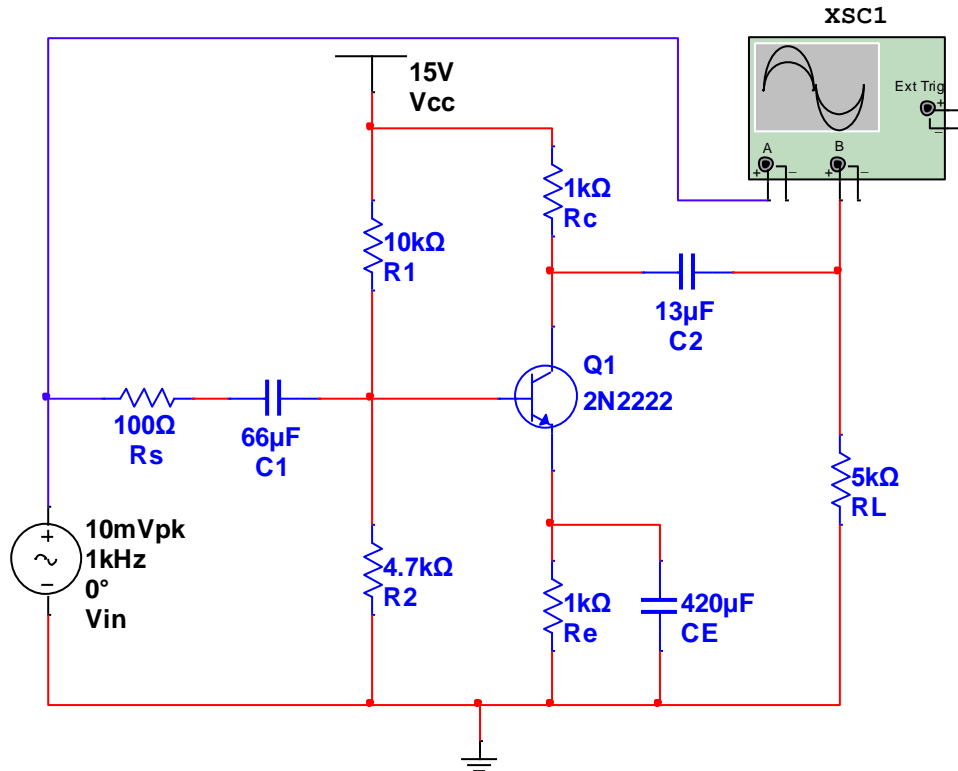 XSC1
15V
Vcc
Ext Trig
+
−
A
B
+
−
+
−
1kΩ
Rc
10kΩ
R1
13µF
C2
Q1
2N2222
100Ω
Rs
66µF
C1
5kΩ
RL
+
−
10mVpk
1kHz
0°
Vin
4.7kΩ
R2
1kΩ
Re
420µF
CE